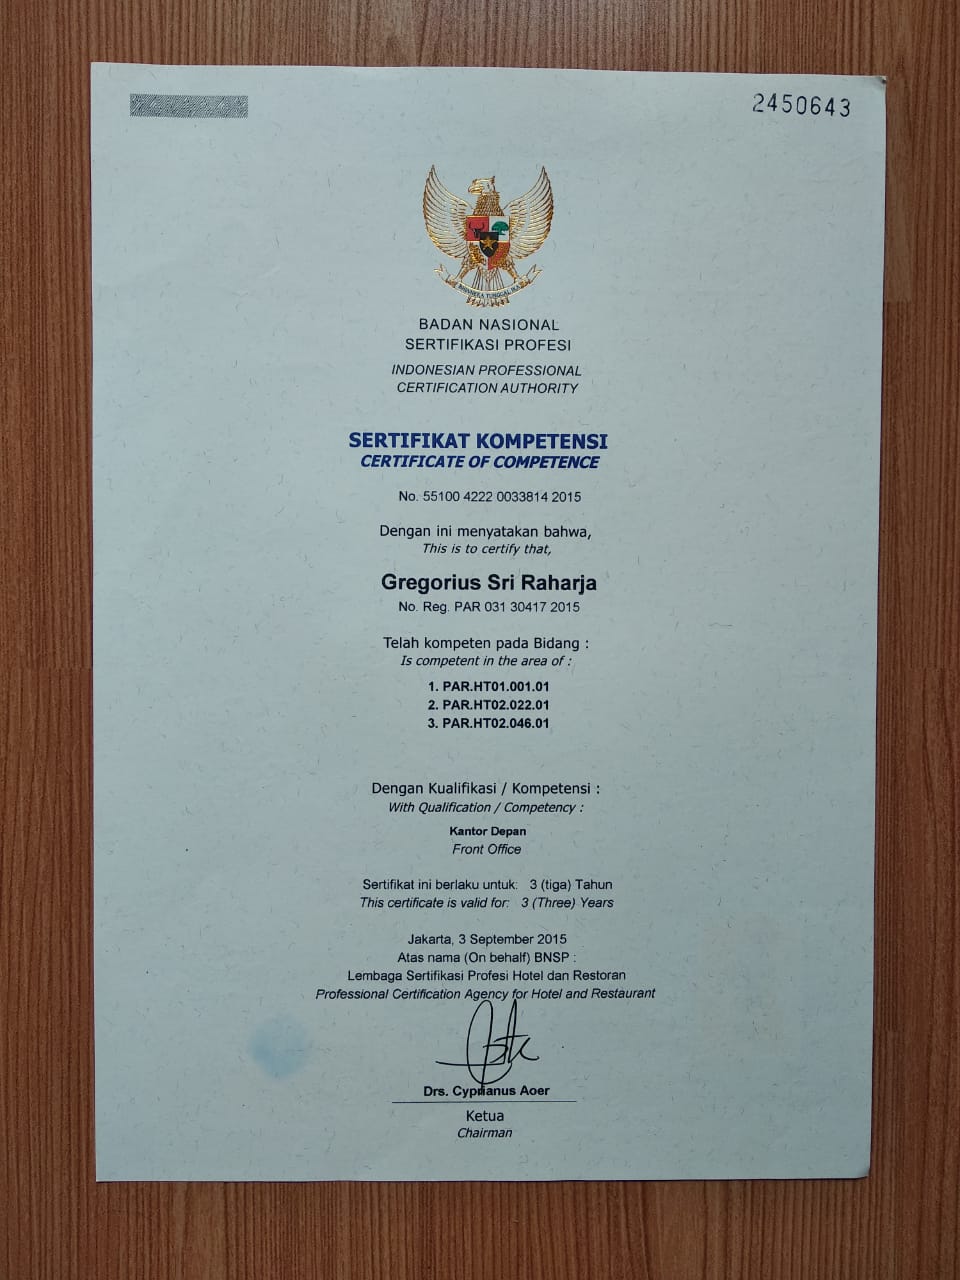 2450643
BHINNEKA TUNGGAL IKA
BADAN NASIONAL
SERTIFIKASI PROFESI
INDONESIAN PROFESSIONAL
CERTIFICATION AUTHORITY
SERTIFIKAT KOMPETENSI
CERTIFICATE OF COMPETENCE
No. 55100 4222 0033814 2015
Dengan ini menyatakan bahwa,
This is to certify that,
Gregorius Sri Raharja
No. Reg. PAR 031 30417 2015
Telah kompeten pada Bidang :
Is competent in the area of :
1. PAR.HT01.001.01
2. PAR.HT02.022.01
3. PAR.HT02.046.01
Dengan Kualifikasi / Kompetensi :
With Qualification / Competency :
Kantor Depan
Front Office
Sertifikat ini berlaku untuk: 3 (tiga) Tahun
This certificate is valid for: 3 (Three) Years
Jakarta, 3 September 2015
Atas nama (On behalf) BNSP :
Lembaga Sertifikasi Profesi Hotel dan Restoran
Professional Certification Agency for Hotel and Restaurant
Drs. Cyprianus Aoer
Ketua
Chairman